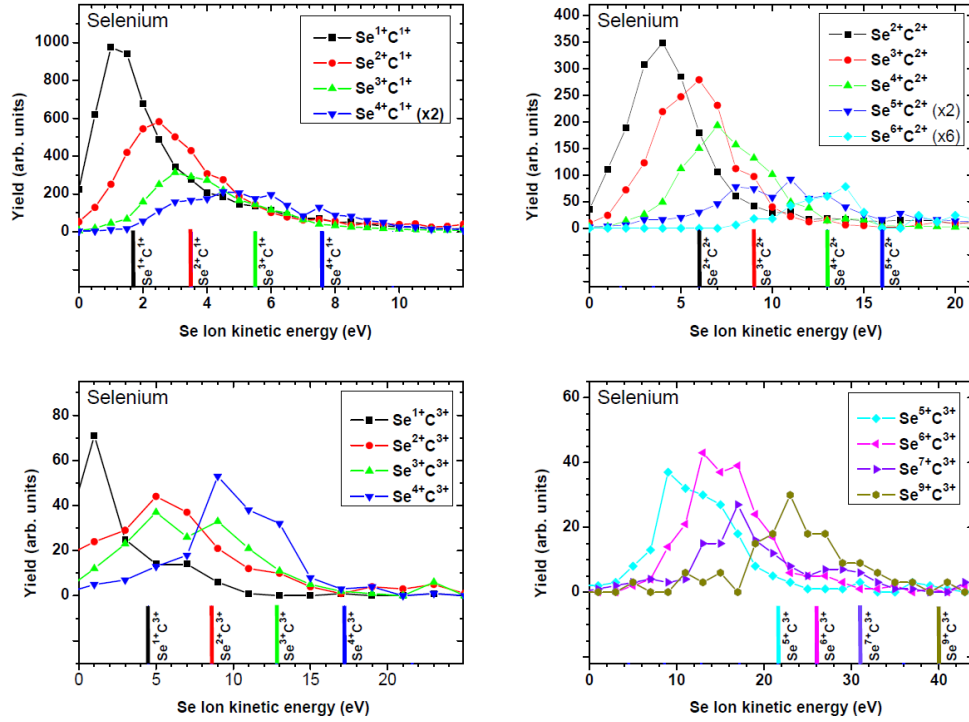 Selenium
Se1+C1+
Se2+C1+
Se3+C1+
Se4+C1+ (x2)
Yield (arb. units)
1000
800
600
400
200
0
Se1+C1+
Se2+C1+
Se3+C1+
Se4+C1+
0 2 4 6 8 10
Se Ion kinetic energy (eV)
Selenium
Se2+C2+
Se3+C2+
Se4+C2+
Se5+C2+ (x2)
Se6+C2+ (x6)
Yield (arb. units)
400
350
300
250
200
150
100
50
0
Se2+C2+
Se3+C2+
Se4+C2+
Se5+C2+
0 5 10 15 20
Se Ion kinetic energy (eV)
Selenium
Se1+C3+
Se2+C3+
Se3+C3+
Se4+C3+
Yield (arb. units)
80
60
40
20
0
Se1+C3+
Se2+C3+
Se3+C3+
Se4+C3+
0 5 10 15 20
Se Ion kinetic energy (eV)
Selenium
Se5+C3+
Se6+C3+
Se7+C3+
Se9+C3+
Yield (arb. units)
60
40
20
0
Se5+C3+
Se6+C3+
Se7+C3+
Se9+C3+
0 10 20 30 40
Se Ion kinetic energy (eV)